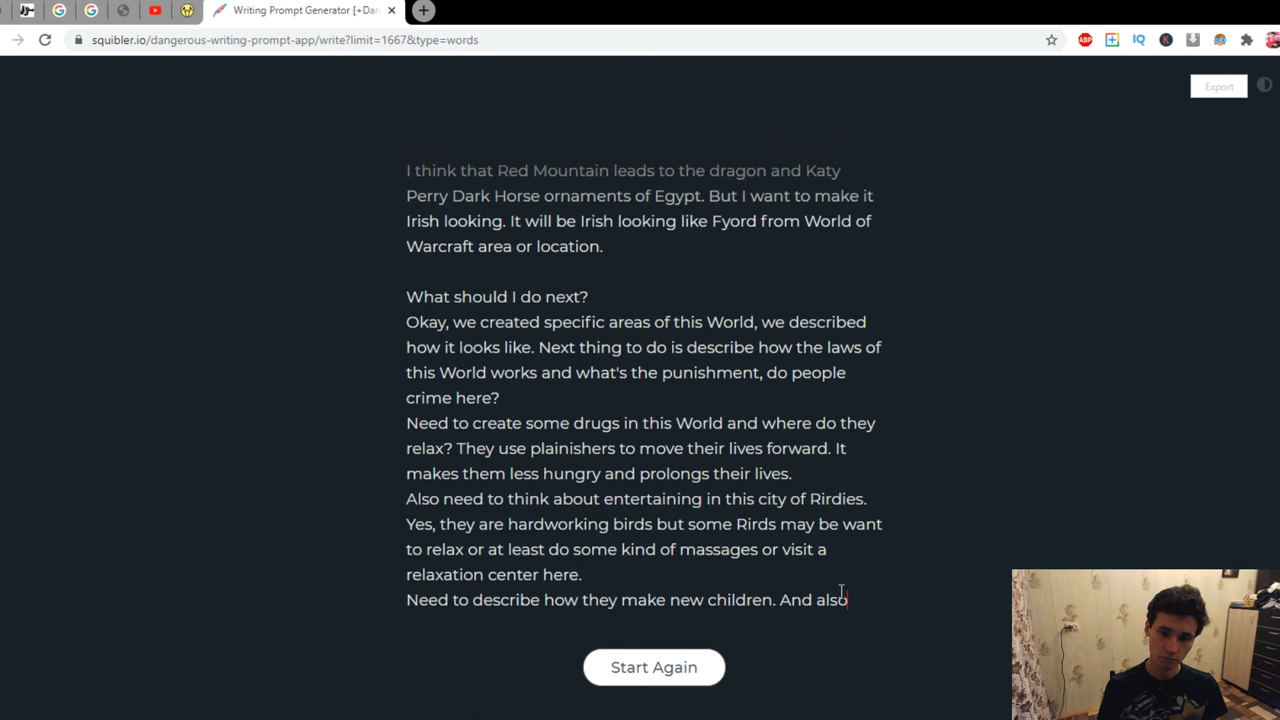 Writing Prompt Generator [+Dan
squibler.io/dangerous-writing-prompt-app/write?limit=1667&type=words
Export
I think that Red Mountain leads to the dragon and Katy
Perry Dark Horse ornaments of Egypt. But I want to make it
Irish looking. It will be Irish looking like Fyord from World of
Warcraft area or location.
What should I do next?
Okay, we created specific areas of this World, we described
how it looks like. Next thing to do is describe how the laws of
this World works and what's the punishment, do people
crime here?
Need to create some drugs in this World and where do they
relax? They use plainishers to move their lives forward. It
makes them less hungry and prolongs their lives.
Also need to think about entertaining in this city of Rirdies.
Yes, they are hardworking birds but some Rirds may be want
to relax or at least do some kind of massages or visit a
relaxation center here.
Need to describe how they make new children. And also
Start Again